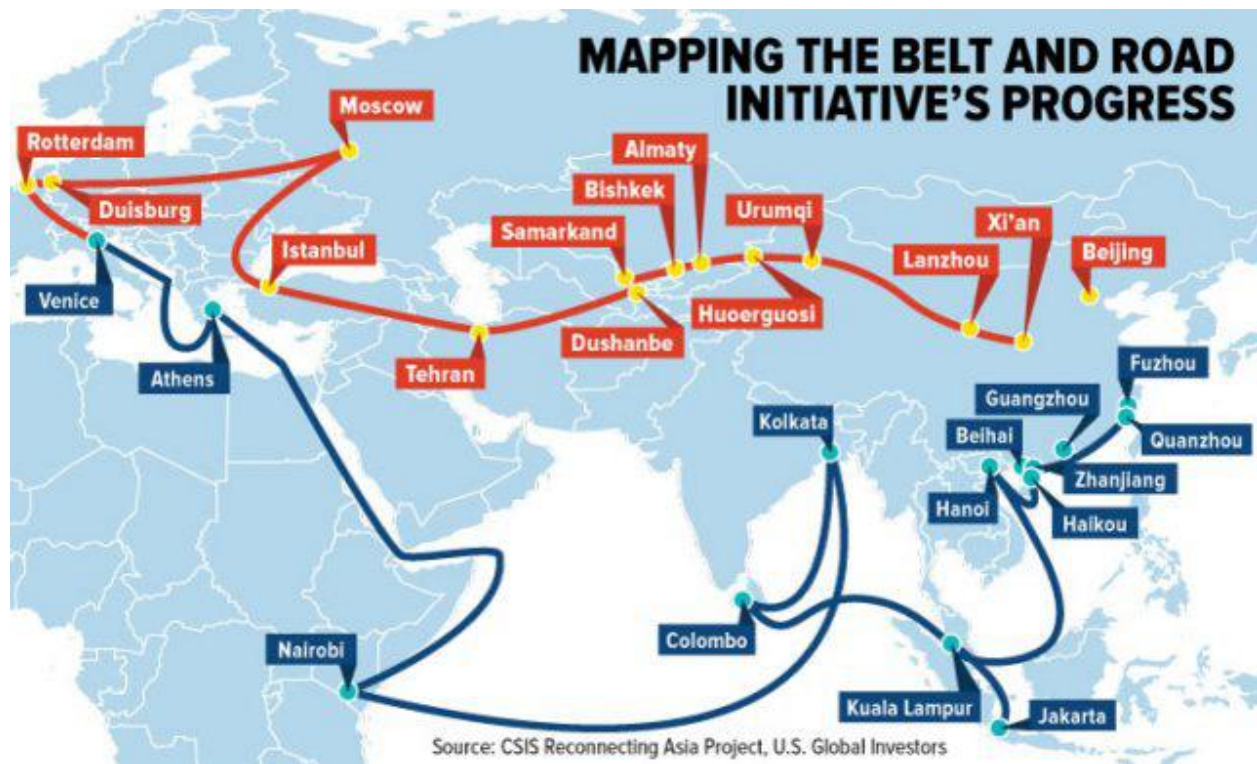 MAPPING THE BELT AND ROAD
INITIATIVE'S PROGRESS
Moscow
Rotterdam
Almaty
Bishkek
Duisburg
Urumqi
Samarkand
Xi'an
Istanbul
Lanzhou
Beijing
Venice
Huoerguosi
Dushanbe
Athens
Tehran
Fuzhou
Guangzhou
Kolkata
Beihai
Quanzhou
Zhanjiang
Hanoi
Haikou
Colombo
Nairobi
Kuala Lampur
Jakarta
Source: CSIS Reconnecting Asia Project, U.S. Global Investors